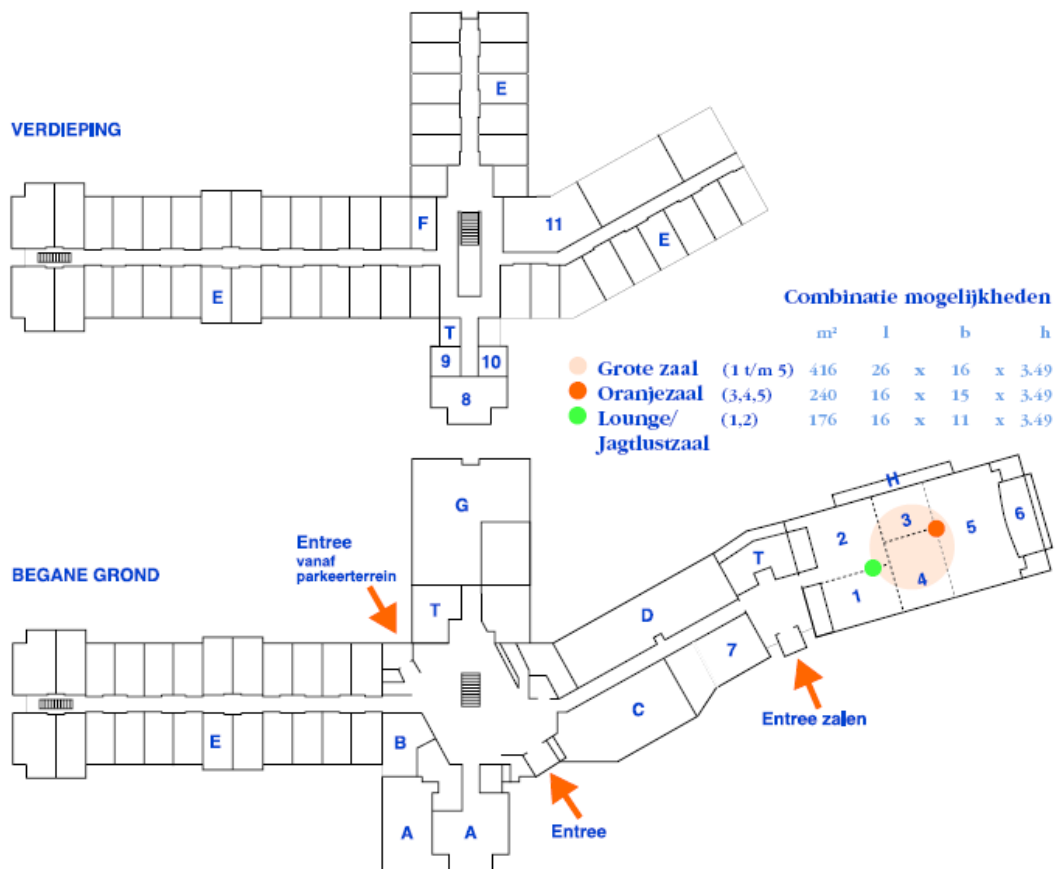 E
VERDIEPING
F
11
E
E
T
9
10
8
Combinatie mogelijkheden
m² l b h
Grote zaal (1 t/m 5) 416 26 x 16 x 3.49
Oranjezaal (3,4,5) 240 16 x 15 x 3.49
Lounge/ (1,2) 176 16 x 11 x 3.49
Jagtlustzaal
BEGANE GROND
Entree
vanaf
parkeerterrein
G
T
H
2
3
5
6
T
1
4
D
7
C
Entree zalen
E
B
A
A
Entree